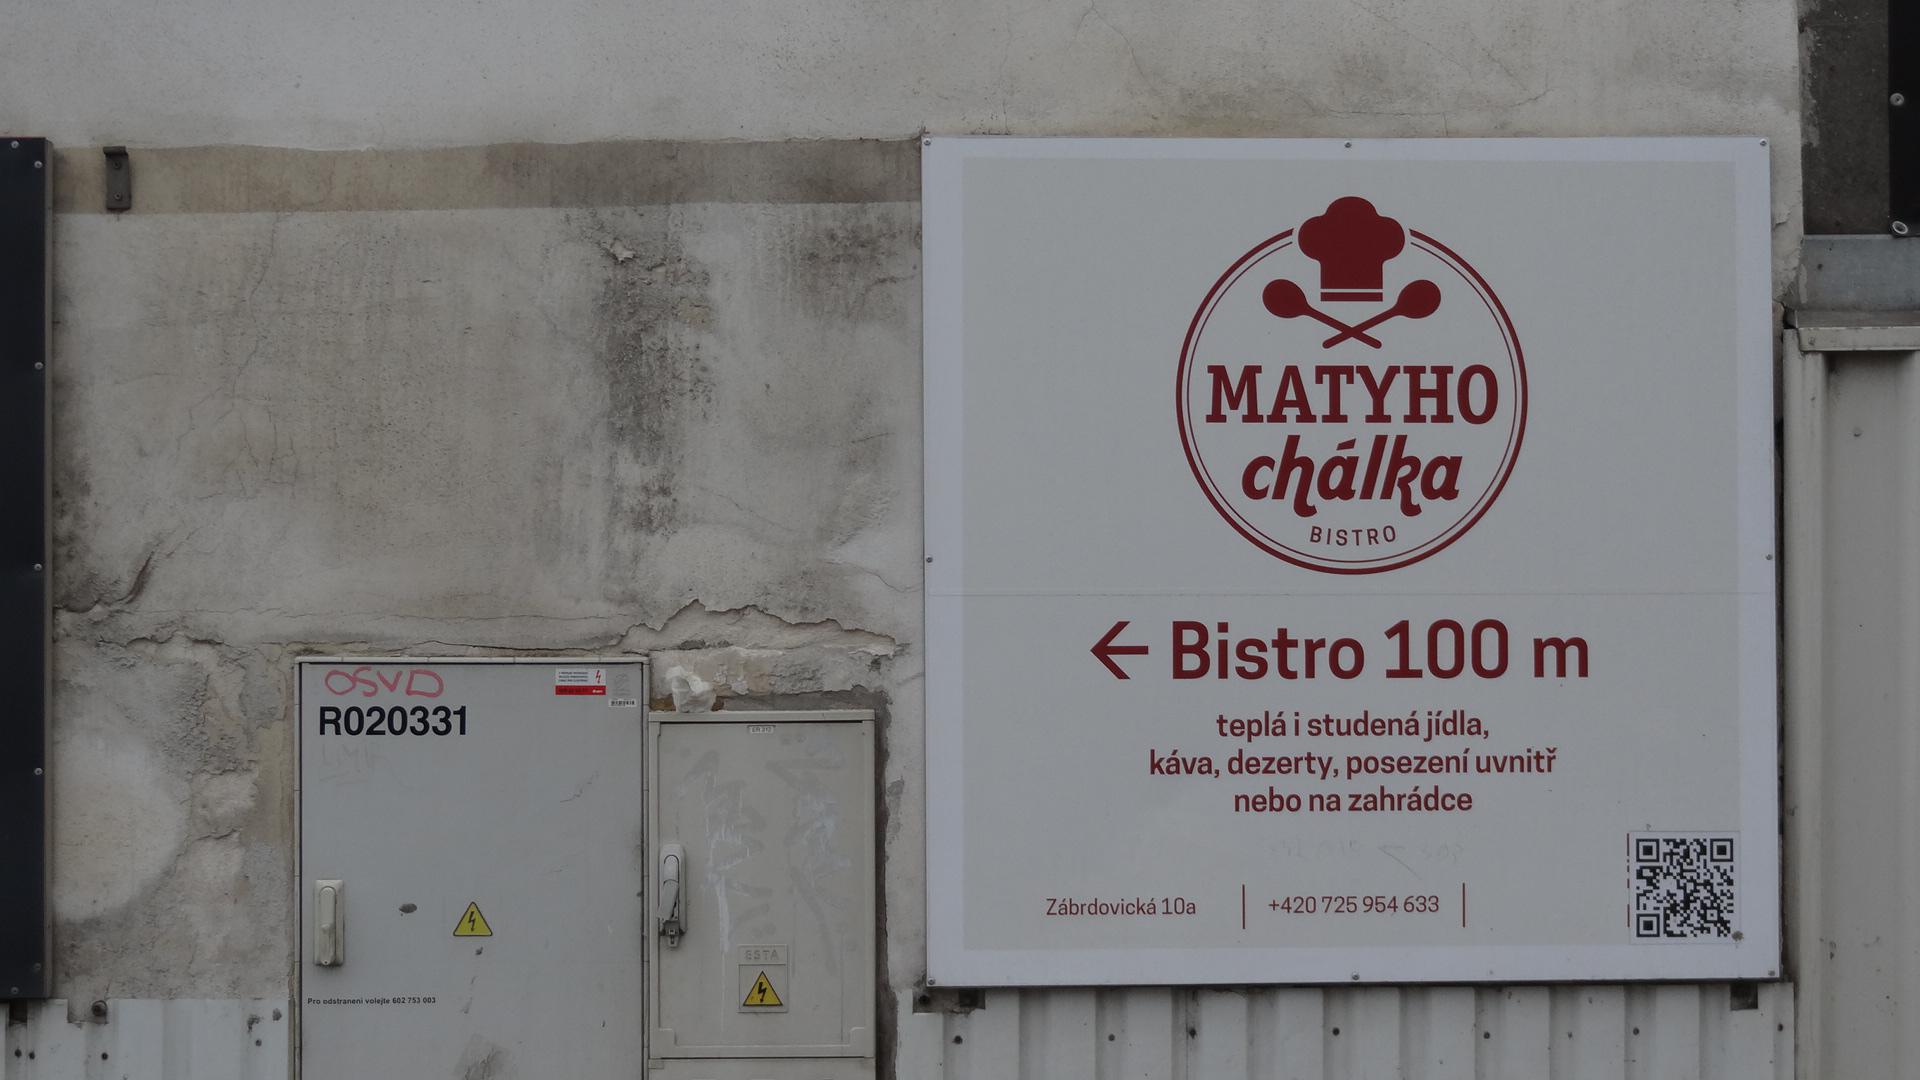 MATYHO
chálka
BISTRO
← Bistro 100 m
teplá i studená jídla,
káva, dezerty, posezení uvnitř
nebo na zahrádce
Zábrdovická 10a
+420 725 954 633
OSVD
R020331
Pro odstranení volejte 602 753 003
ESTA